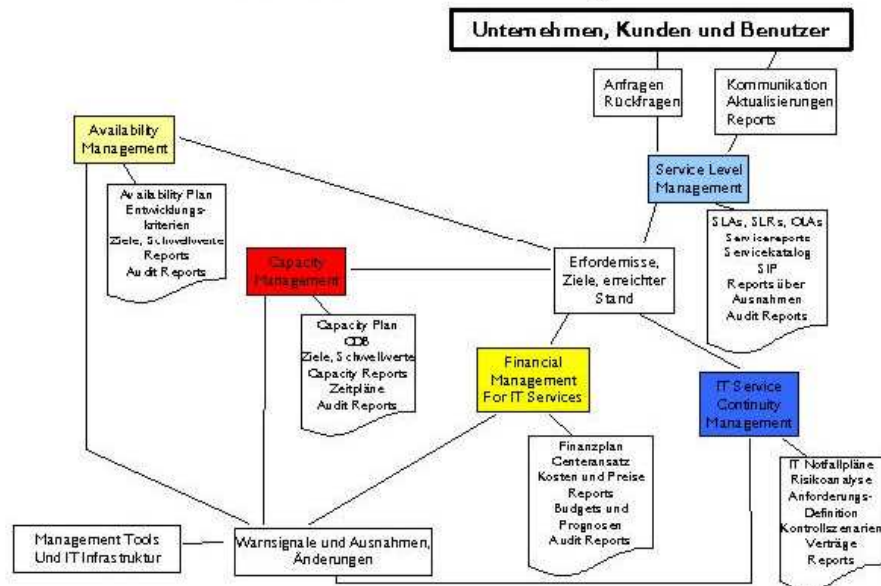 Unternehmen, Kunden und Benutzer
Anfragen
Rückfragen
Kommunikation
Aktualisierungen
Reports
Availability
Management
Service Level
Management
Availability Plan
Entwicklungs-
kriterien
Ziele, Schwellwerte
Reports
Audit Reports
SLAs, SLRs, OLAs
Servicereports
Servicekatalog
SIP
Reports über
Ausnahmen
Audit Reports
Capacity
Management
Erfordernisse,
Ziele, erreichter
Stand
Capacity Plan
CDB
Ziele, Schwellwerte
Capacity Reports
Zeitpläne
Audit Reports
Financial
Management
For IT Services
IT Service
Continuity
Management
Finanzplan
Centeransatz
Kosten und Preise
Reports
Budgets und
Prognosen
Audit Reports
IT Notfallpläne
Risikoanalyse
Anforderungs-
Definition
Kontrollszenarien
Verträge
Reports
Management Tools
Und IT Infrastruktur
Warnsignale und Ausnahmen,
Änderungen